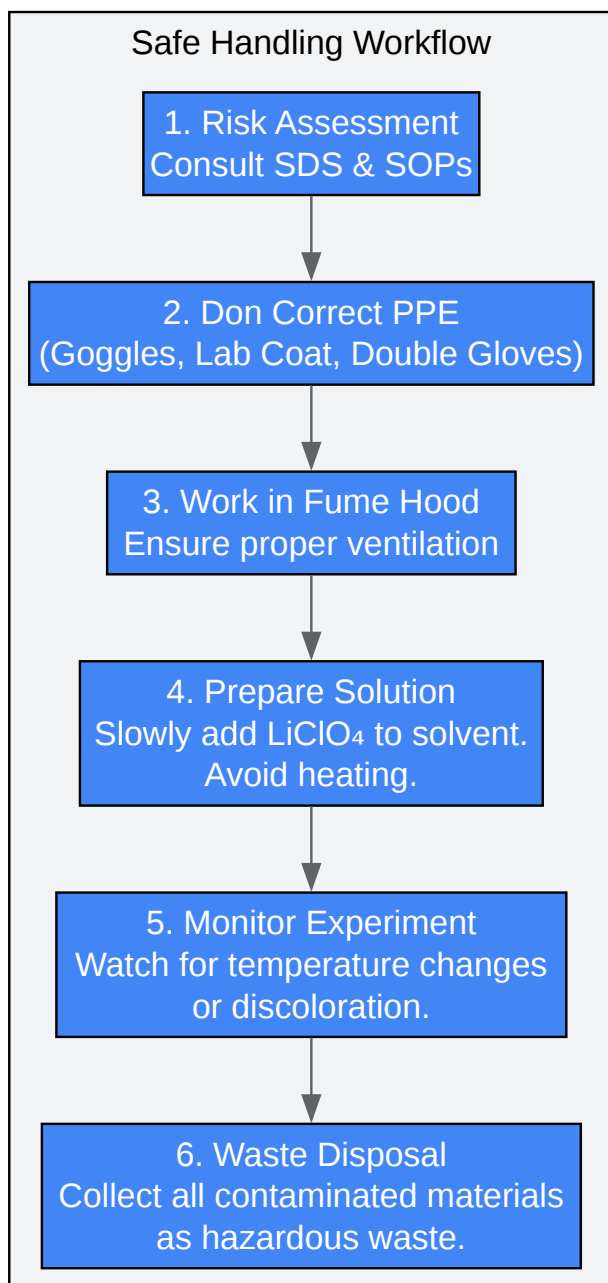 Safe Handling Workflow
1. Risk Assessment
Consult SDS & SOPs
2. Don Correct PPE
(Goggles, Lab Coat, Double Gloves)
3. Work in Fume Hood
Ensure proper ventilation
4. Prepare Solution
Slowly add LiClO₄ to solvent.
Avoid heating.
5. Monitor Experiment
Watch for temperature changes
or discoloration.
6. Waste Disposal
Collect all contaminated materials
as hazardous waste.